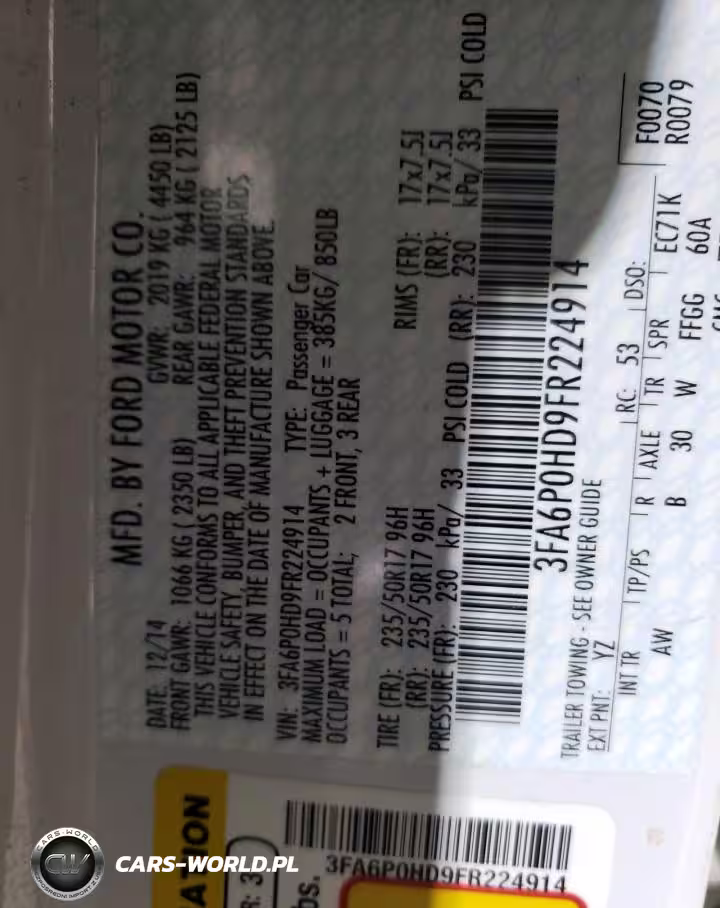 MFD. BY FORD MOTOR CO.
DATE: 12/14 GVWR: 2019 KG ( 4450 LB)
FRONT GAWR: 1066 KG ( 2350 LB) REAR GAWR: 964 KG ( 2125 LB)
THIS VEHICLE CONFORMS TO ALL APPLICABLE FEDERAL MOTOR
VEHICLE SAFETY, BUMPER, AND THEFT PREVENTION STANDARDS
IN EFFECT ON THE DATE OF MANUFACTURE SHOWN ABOVE.
VIN: 3FA6P0HD9FR224914 TYPE: Passenger Car
MAXIMUM LOAD = OCCUPANTS + LUGGAGE = 385KG/ 850LB
OCCUPANTS = 5 TOTAL; 2 FRONT, 3 REAR
TIRE (FR): 235/50R17 96H RIMS (FR): 17x7.5J
(RR): 235/50R17 96H (RR): 17x7.5J
PRESSURE (FR): 230 kPa/ 33 PSI COLD (RR): 230 kPa/ 33 PSI COLD
3FA6P0HD9FR224914
TRAILER TOWING - SEE OWNER GUIDE
F0070
R0079
EXT PNT: YZ RC: 53 DSO:
INT TR TP/PS R AXLE TR SPR EC71K
AW B 30 W FFGG 60A
ATION
R: 3
bs.
3FA6P0HD9FR224914
CARS-WORLD
CW
CARS-WORLD.PL